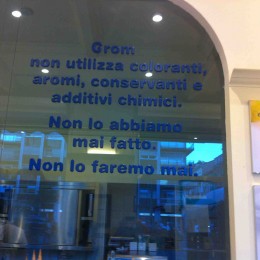 Grom
non utilizza coloranti,
aromi, conservanti e
additivi chimici.
Non lo abbiamo
mai fatto.
Non lo faremo mai.